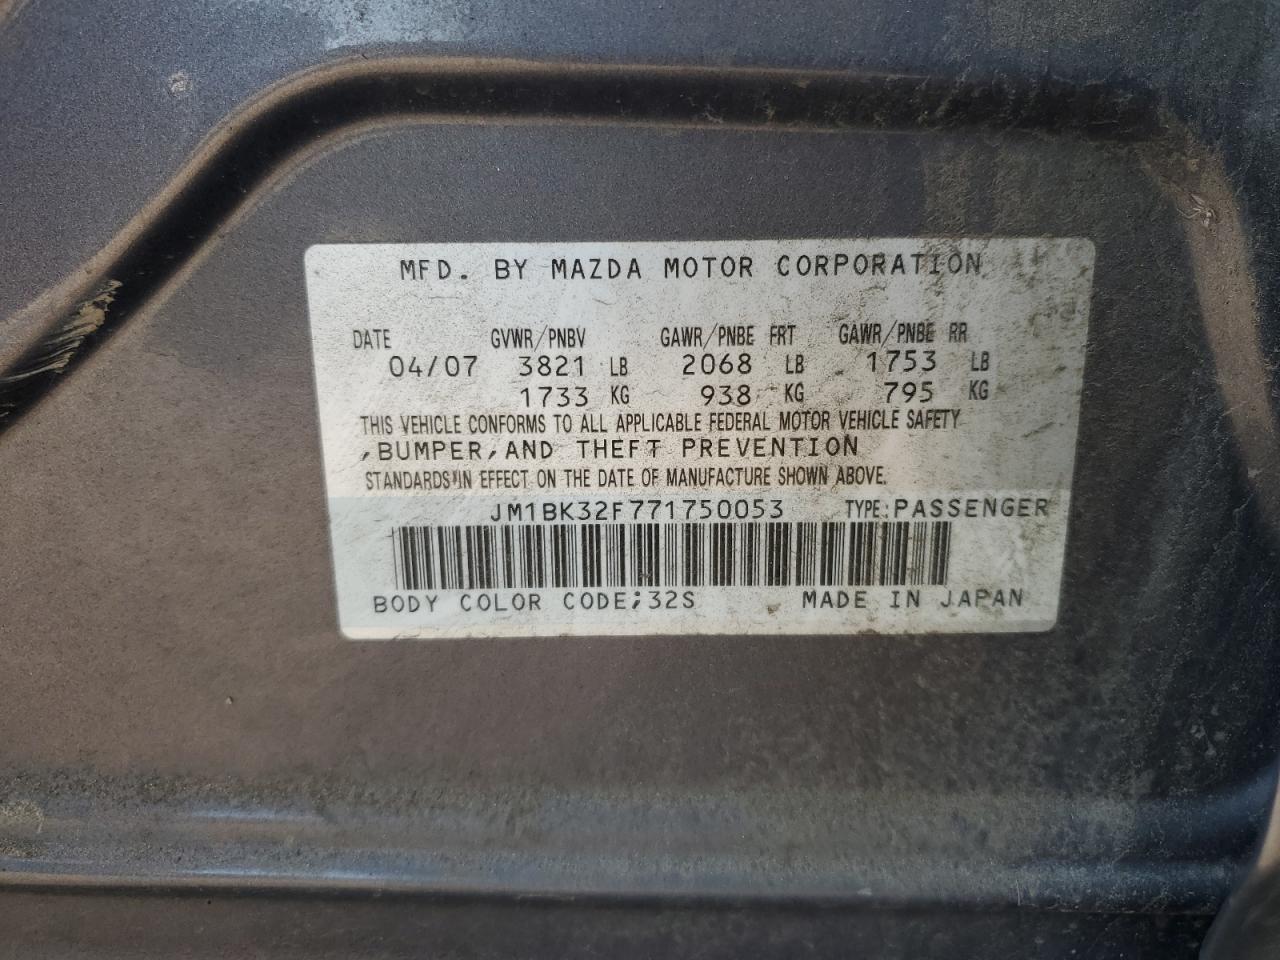 MFD. BY MAZDA MOTOR CORPORATION
DATE GVWR/PNBV GAWR/PNBE FRT GAWR/PNBE RR
04/07 3821 LB 2068 LB 1753 LB
1733 KG 938 KG 795 KG
THIS VEHICLE CONFORMS TO ALL APPLICABLE FEDERAL MOTOR VEHICLE SAFETY
,BUMPER,AND THEFT PREVENTION
STANDARDS IN EFFECT ON THE DATE OF MANUFACTURE SHOWN ABOVE.
JM1BK32F771750053 TYPE:PASSENGER
BODY COLOR CODE;32S MADE IN JAPAN